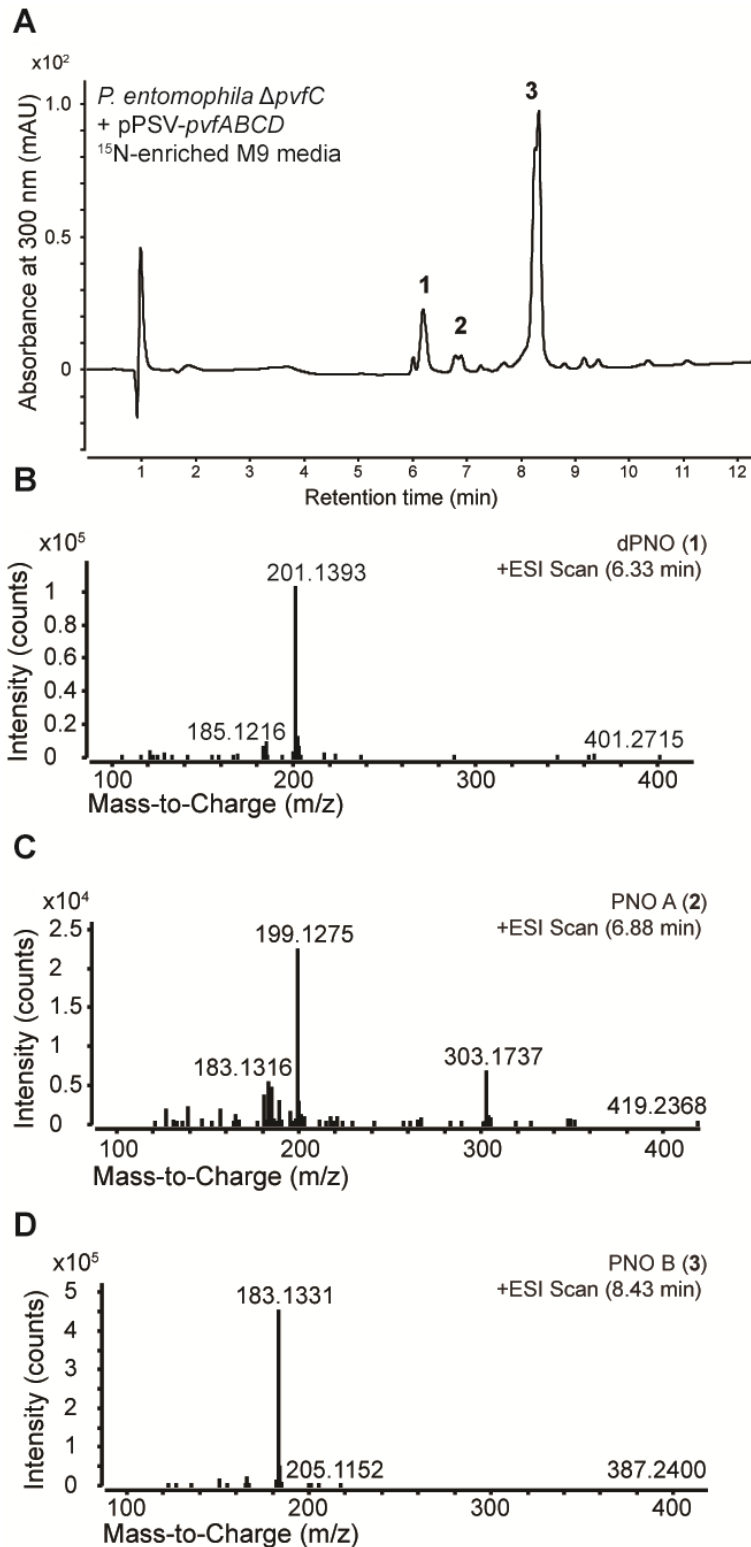 A
x10²
P. entomophila ΔpvfC
+ pPSV-pvfABCD
¹⁵N-enriched M9 media
1
2
3
Absorbance at 300 nm (mAU)
1.0
0.5
0
1 2 3 4 5 6 7 8 9 10 11 12
Retention time (min)
B
x10⁵
dPNO (1)
+ESI Scan (6.33 min)
201.1393
185.1216
401.2715
Intensity (counts)
1
0.8
0.6
0.4
0.2
0
100 200 300 400
Mass-to-Charge (m/z)
C
x10⁴
PNO A (2)
+ESI Scan (6.88 min)
199.1275
183.1316
303.1737
419.2368
Intensity (counts)
2.5
2
1.5
1
0.5
0
100 200 300 400
Mass-to-Charge (m/z)
D
x10⁵
PNO B (3)
+ESI Scan (8.43 min)
183.1331
205.1152
387.2400
Intensity (counts)
5
4
3
2
1
0
100 200 300 400
Mass-to-Charge (m/z)